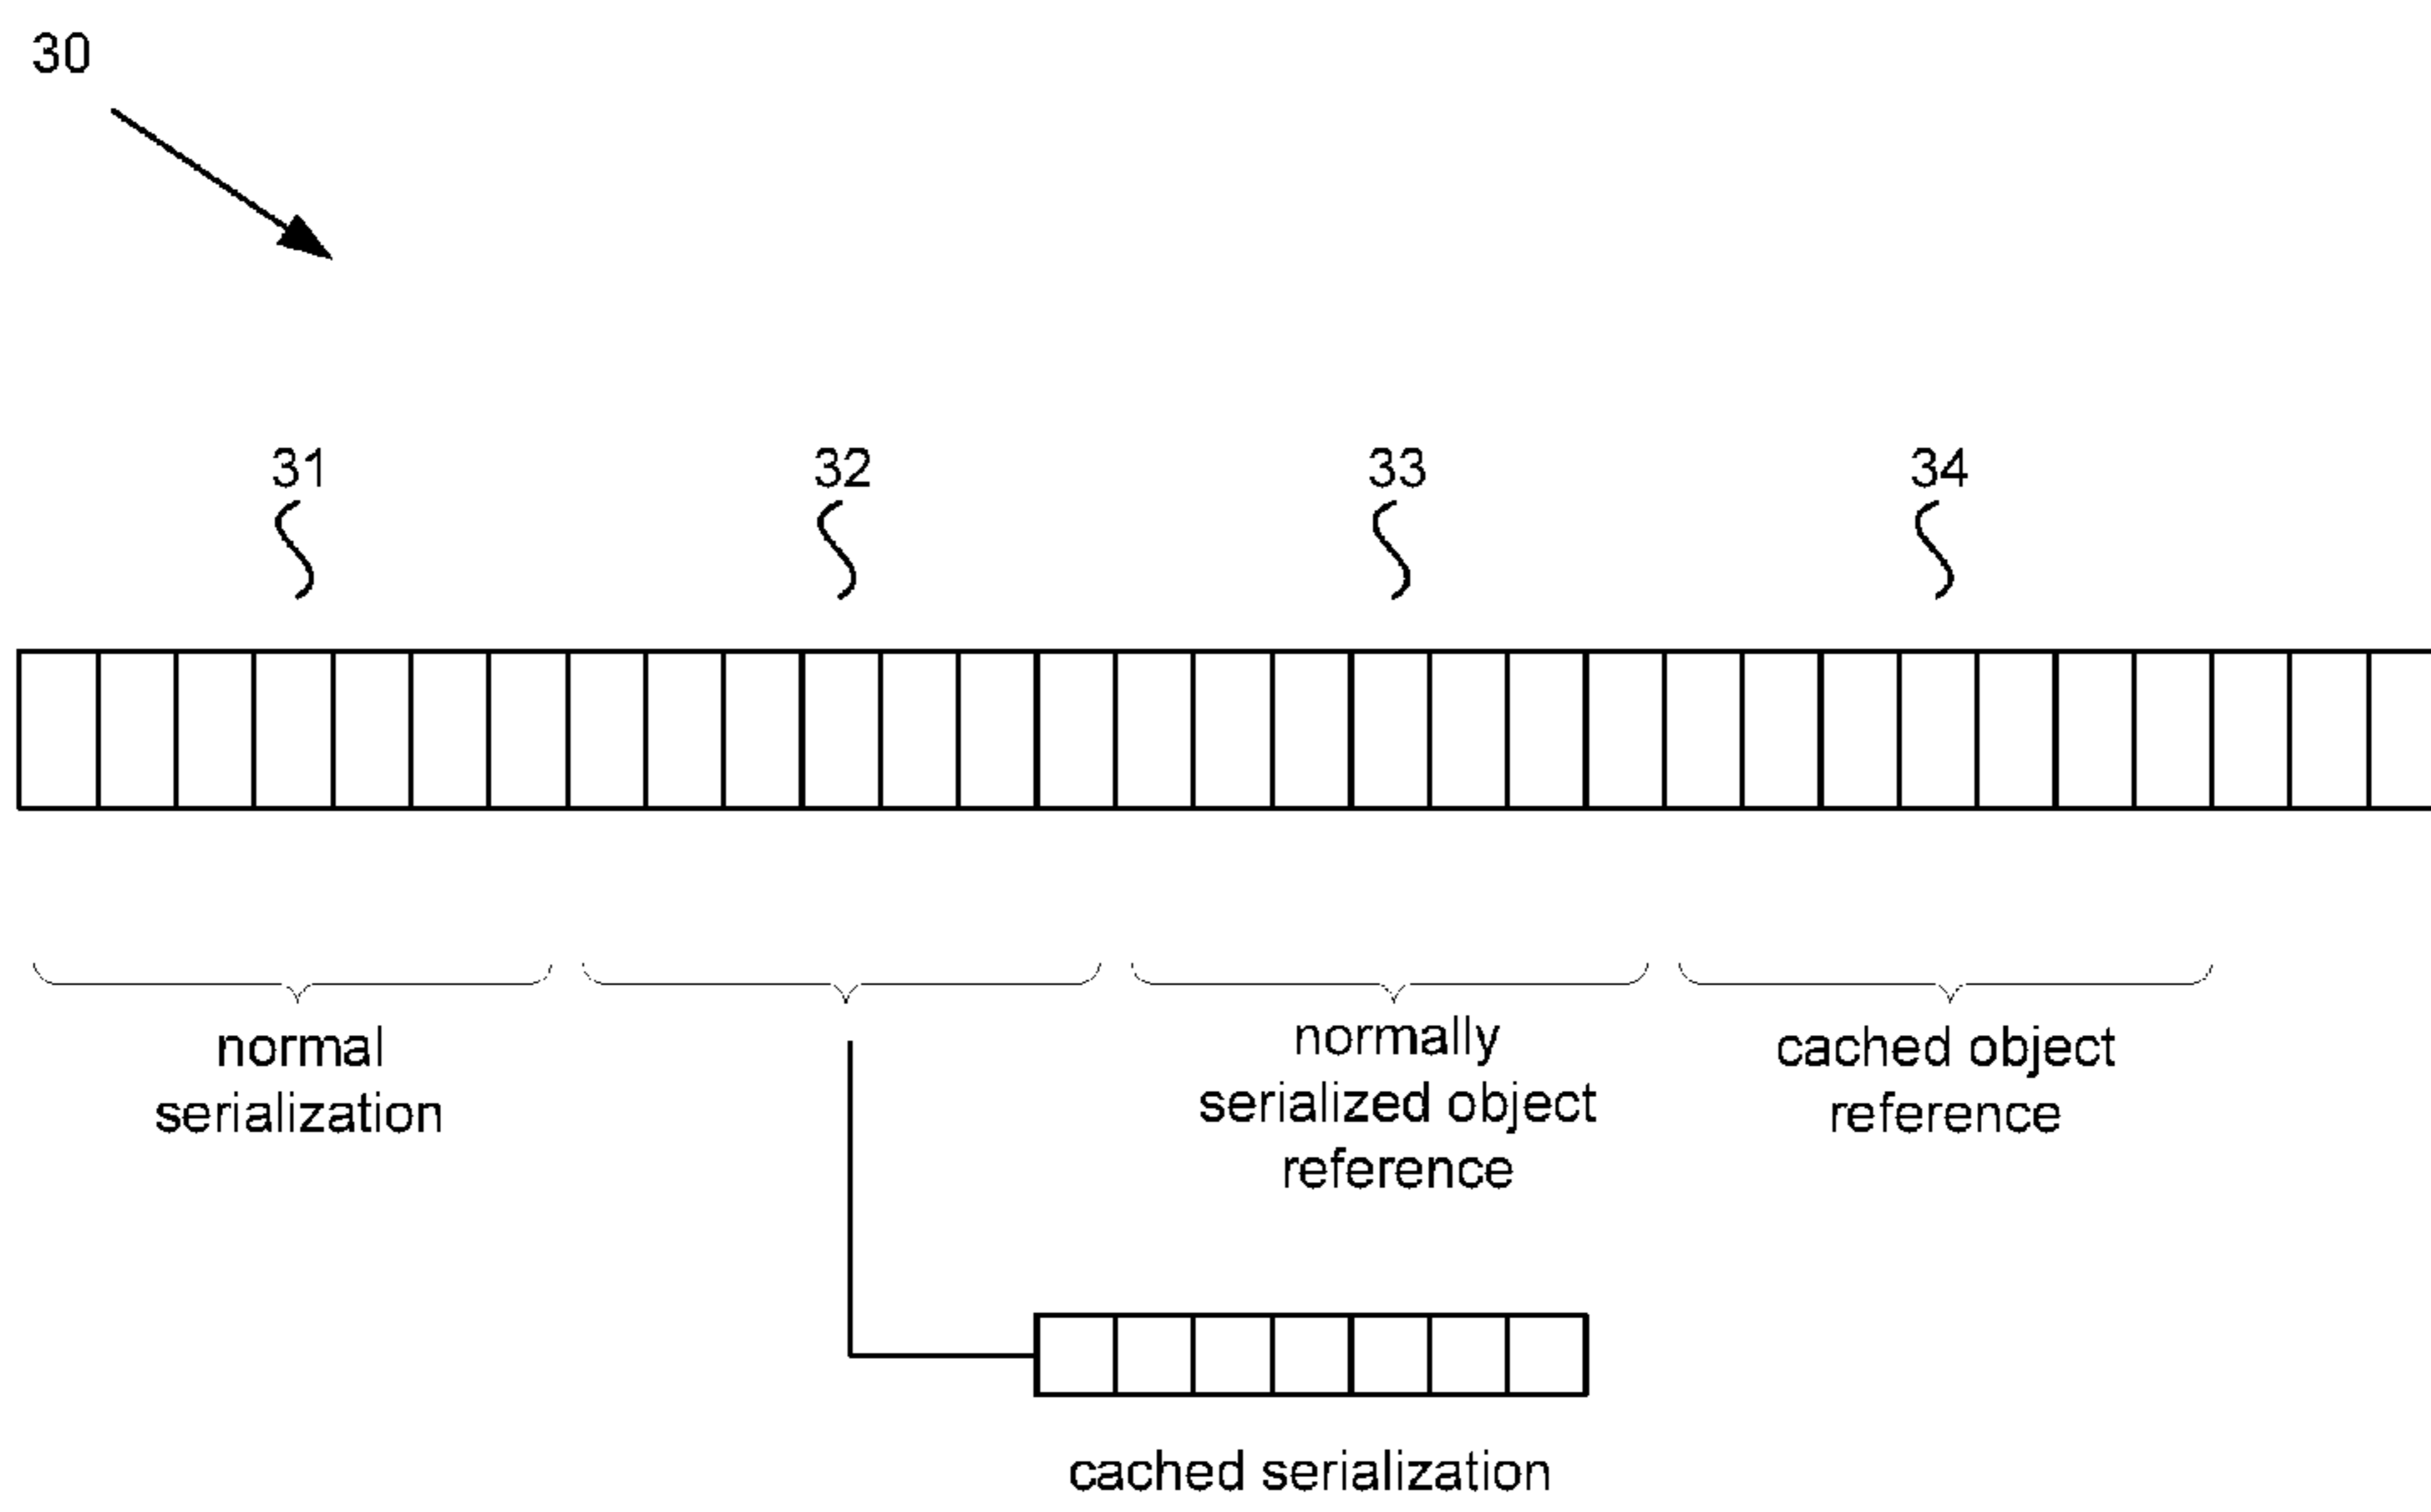 30
31
32
33
34
normal
serialization
normally
serialized object
reference
cached object
reference
cached serialization